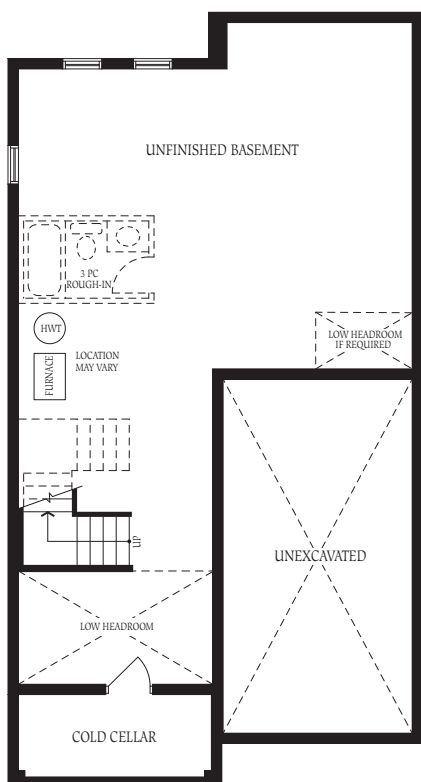 UNFINISHED BASEMENT
3 PC
ROUGH-IN
HWT
LOCATION
MAY VARY
FURNACE
LOW HEADROOM
IF REQUIRED
UP
UNEXCAVATED
LOW HEADROOM
COLD CELLAR